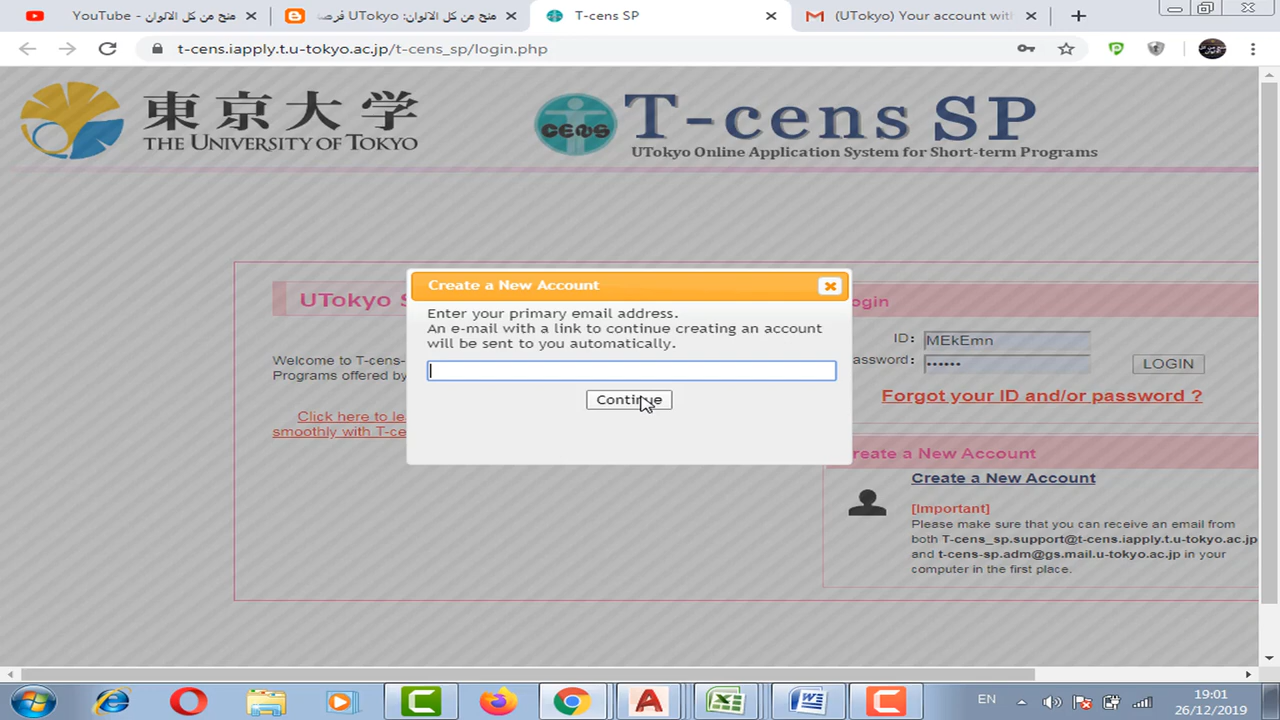 YouTube - منح من كل الالوان
منح من كل الالوان: UTokyo فرصة
T-cens SP
(UTokyo) Your account wit
t-cens.iapply.t.u-tokyo.ac.jp/t-cens_sp/login.php
東京大学
THE UNIVERSITY OF TOKYO
CENS
T-cens SP
UTokyo Online Application System for Short-term Programs
Create a New Account
Enter your primary email address.
An e-mail with a link to continue creating an account
will be sent to you automatically.
Continue
UTokyo S
Welcome to T-cens-
Programs offered by
Click here to le
smoothly with T-ce
ogin
ID: MEkEmn
assword: ••••••
LOGIN
Forgot your ID and/or password ?
reate a New Account
Create a New Account
[Important]
Please make sure that you can receive an email from
both T-cens_sp.support@t-cens.iapply.t.u-tokyo.ac.jp
and t-cens-sp.adm@gs.mail.u-tokyo.ac.jp in your
computer in the first place.
EN
19:01
26/12/2019